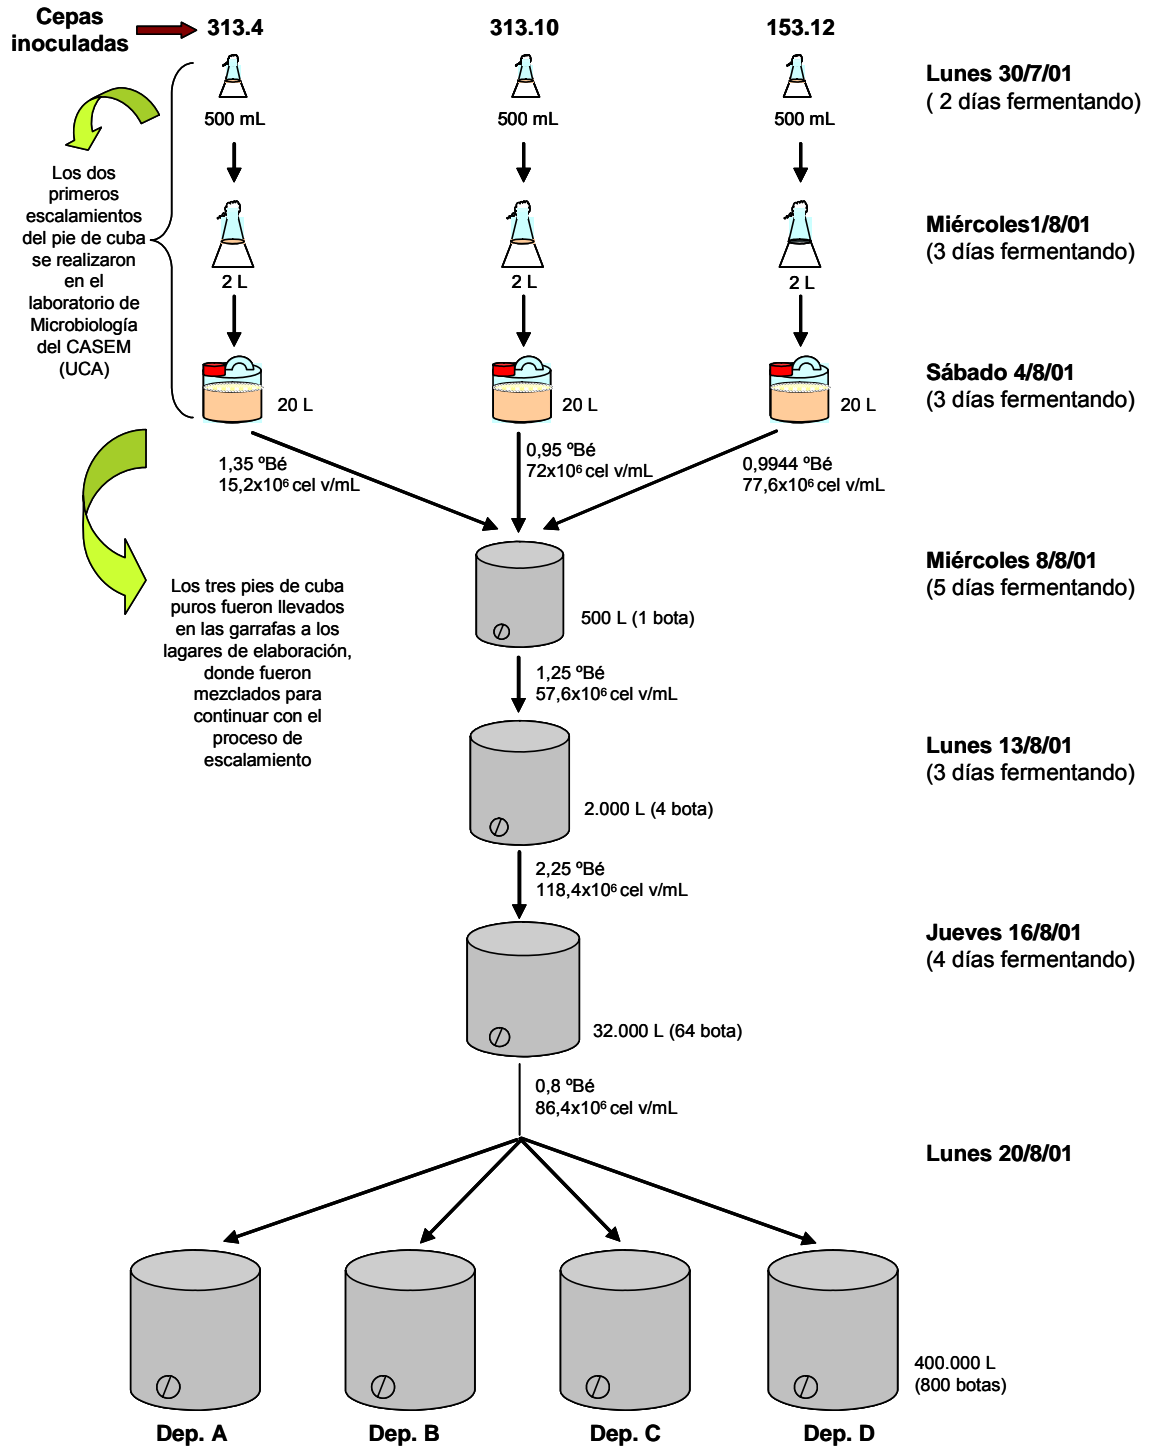 Cepas
inoculadas
313.4
313.10
153.12
Lunes 30/7/01
( 2 días fermentando)
500 mL
500 mL
500 mL
Los dos
primeros
escalamientos
del pie de cuba
se realizaron
en el
laboratorio de
Microbiología
del CASEM
(UCA)
Miércoles1/8/01
(3 días fermentando)
2 L
2 L
2 L
Sábado 4/8/01
(3 días fermentando)
20 L
20 L
20 L
1,35 ºBé
15,2x10⁶ cel v/mL
0,95 ºBé
72x10⁶ cel v/mL
0,9944 ºBé
77,6x10⁶ cel v/mL
Miércoles 8/8/01
(5 días fermentando)
Los tres pies de cuba
puros fueron llevados
en las garrafas a los
lagares de elaboración,
donde fueron
mezclados para
continuar con el
proceso de
escalamiento
500 L (1 bota)
1,25 ºBé
57,6x10⁶ cel v/mL
Lunes 13/8/01
(3 días fermentando)
2.000 L (4 bota)
2,25 ºBé
118,4x10⁶ cel v/mL
Jueves 16/8/01
(4 días fermentando)
32.000 L (64 bota)
0,8 ºBé
86,4x10⁶ cel v/mL
Lunes 20/8/01
400.000 L
(800 botas)
Dep. A
Dep. B
Dep. C
Dep. D